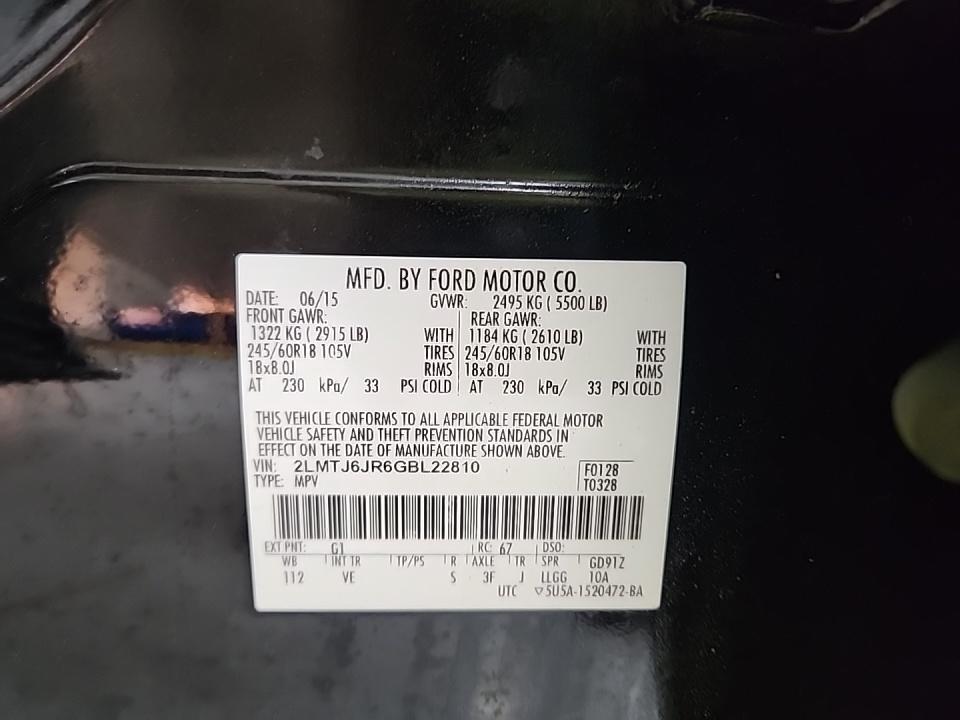 MFD. BY FORD MOTOR CO.
DATE: 06/15 GVWR: 2495 KG ( 5500 LB)
FRONT GAWR: REAR GAWR:
1322 KG ( 2915 LB) WITH 1184 KG ( 2610 LB) WITH
245/60R18 105V TIRES 245/60R18 105V TIRES
18x8.0J RIMS 18x8.0J RIMS
AT 230 kPa/ 33 PSI COLD AT 230 kPa/ 33 PSI COLD
THIS VEHICLE CONFORMS TO ALL APPLICABLE FEDERAL MOTOR
VEHICLE SAFETY AND THEFT PREVENTION STANDARDS IN
EFFECT ON THE DATE OF MANUFACTURE SHOWN ABOVE.
VIN: 2LMTJ6JR6GBL22810 F0128
TYPE: MPV T0328
EXT PNT: G1 RC: 67 DSO:
WB INT TR TP/PS R AXLE TR SPR GD91Z
112 VE S 3F J LLGG 10A
UTC ▽5U5A-1520472-BA